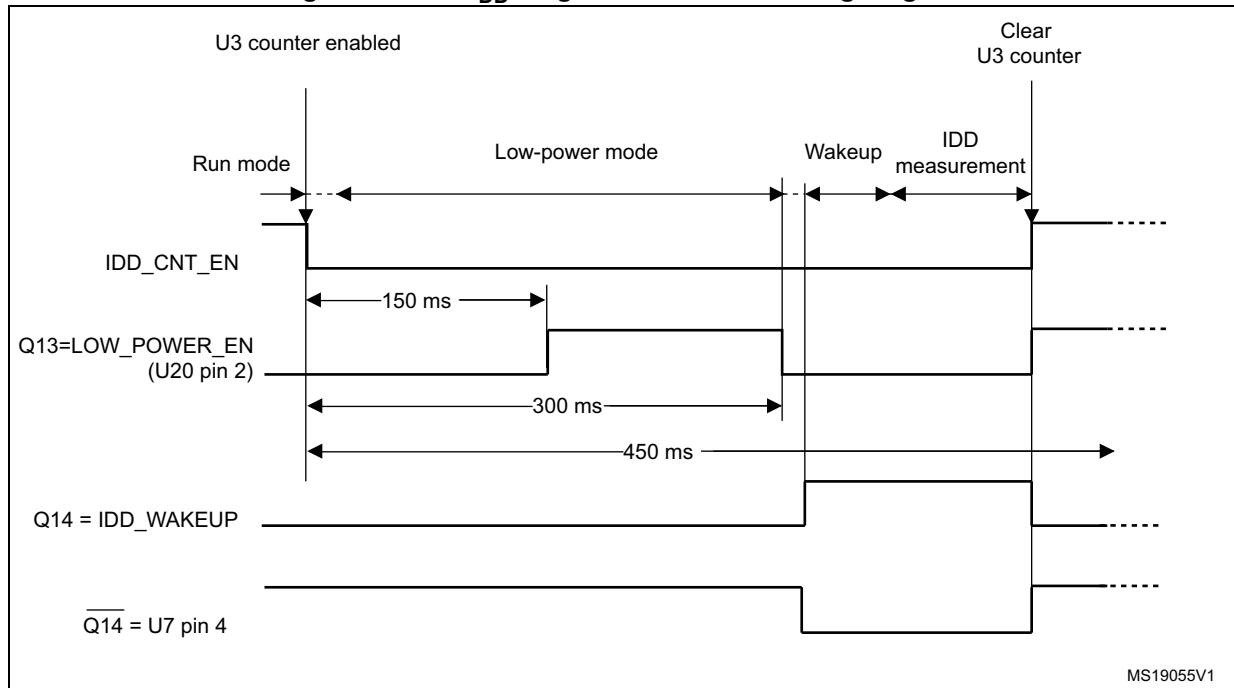 U3 counter enabled
Clear
U3 counter
Run mode
Low-power mode
Wakeup
IDD
measurement
IDD_CNT_EN
150 ms
Q13=LOW_POWER_EN
(U20 pin 2)
300 ms
450 ms
Q14 = IDD_WAKEUP
Q14 = U7 pin 4
MS19055V1